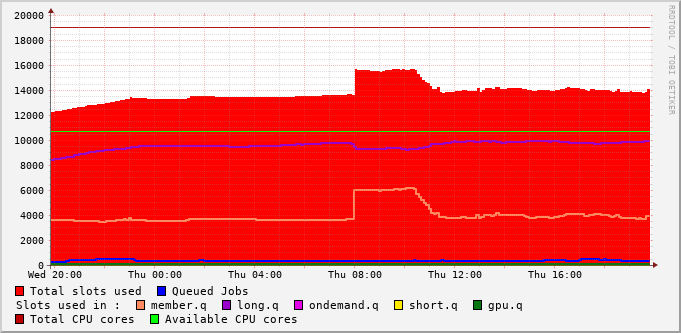 20000
18000
16000
14000
12000
10000
8000
6000
4000
2000
0
Wed 20:00 Thu 00:00 Thu 04:00 Thu 08:00 Thu 12:00 Thu 16:00
Total slots used Queued Jobs
Slots used in : member.q long.q ondemand.q short.q gpu.q
Total CPU cores Available CPU cores
RRDTOOL / TOBI OETIKER